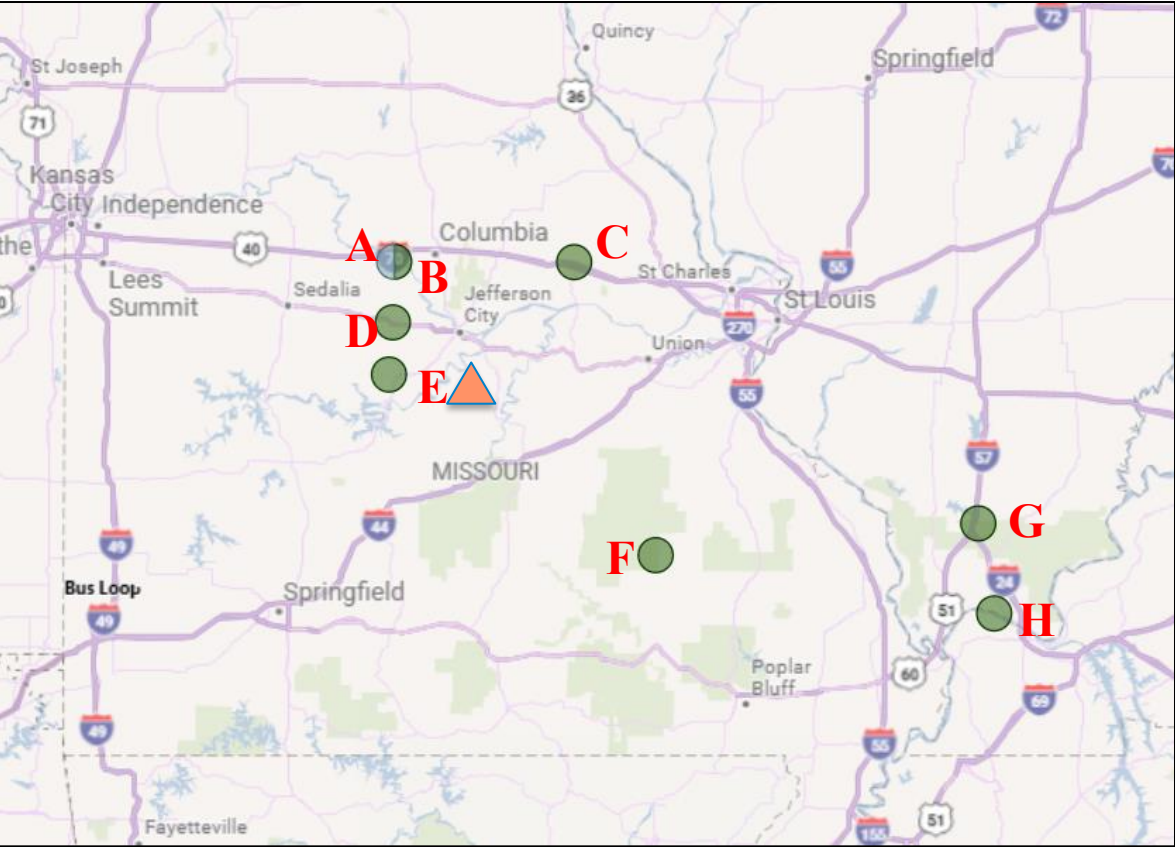 72
Quincy
Springfield
St Joseph
36
71
Kansas
City
Independence
the
40
A
B
Columbia
C
St Charles
55
Lees
Summit
Sedalia
Jefferson
City
St Louis
D
270
Union
E
55
MISSOURI
57
44
G
49
F
Bus Loop
24
Springfield
49
51
H
Poplar
Bluff
60
69
49
55
Fayetteville
51
155